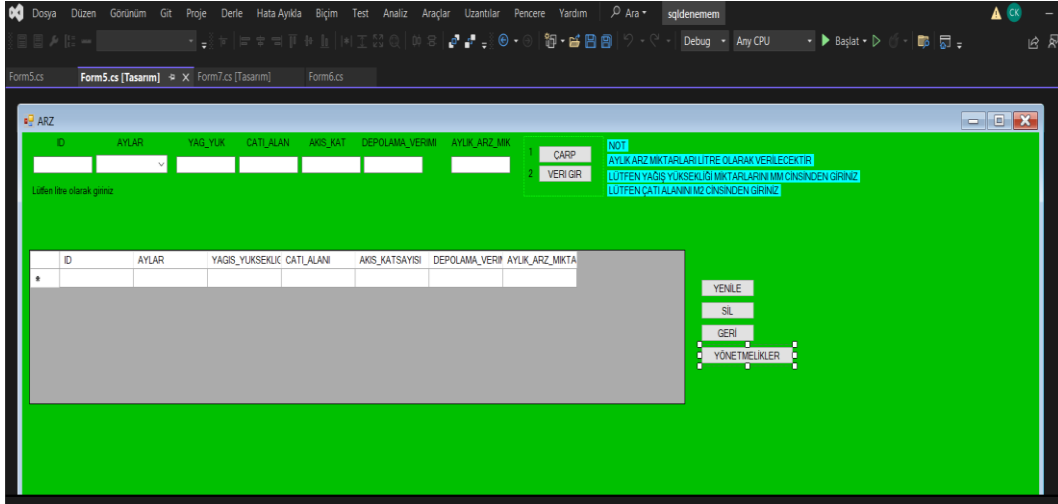 Dosya Düzen Görünüm Git Proje Derle Hata Ayıkla Biçim Test Analiz Araçlar Uzantılar Pencere Yardım Ara sqldenemem CK
Debug Any CPU Başlat
Form5.cs Form5.cs [Tasarım] Form7.cs [Tasarım] Form6.cs
ARZ
ID AYLAR YAG_YUK CATI_ALAN AKIS_KAT DEPOLAMA_VERIMI AYLIK_ARZ_MIK
NOT
1 ÇARP
AYLIK ARZ MİKTARLARI LİTRE OLARAK VERİLECEKTİR
2 VERI GIR
LÜTFEN YAĞIŞ YÜKSEKLİĞİ MİKTARLARINI MM CİNSİNDEN GİRİNİZ
Lütfen litre olarak giriniz
LÜTFEN ÇATI ALANINI M2 CİNSİNDEN GİRİNİZ
ID AYLAR YAGIS_YUKSEKLIG CATI_ALANI AKIS_KATSAYISI DEPOLAMA_VERIM AYLIK_ARZ_MIKTA
YENİLE
SİL
GERİ
YÖNETMELİKLER